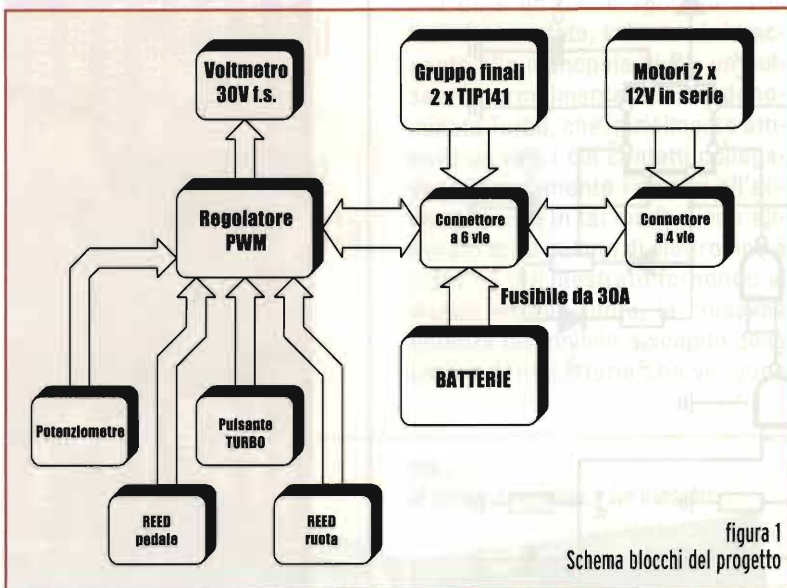 Voltmetro
30V f.s.
Gruppo finali
2 x TIP141
Motori 2 x
12V in serie
Regolatore
PWM
Connettore
a 6 vie
Connettore
a 4 vie
Fusibile da 30A
BATTERIE
Potenziometre
Pulsante
TURBO
REED
pedale
REED
ruota
figura 1
Schema blocchi del progetto